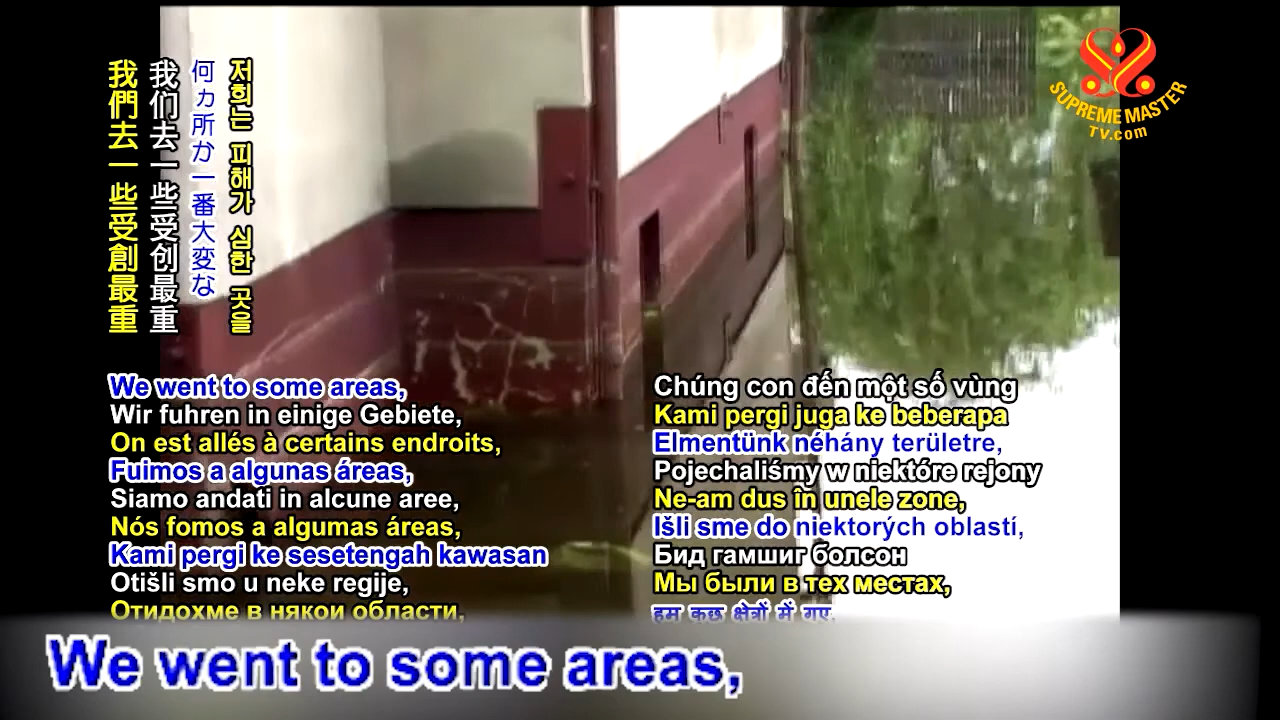 我們去一些受創最重
我们去一些受创最重
何ヵ所か一番大変な
저희는 피해가 심한 곳을
SUPREME MASTER
TV.com
We went to some areas,
Wir fuhren in einige Gebiete,
On est allés à certains endroits,
Fuimos a algunas áreas,
Siamo andati in alcune aree,
Nós fomos a algumas áreas,
Kami pergi ke sesetengah kawasan
Otišli smo u neke regije,
Отидохме в някои области,
Chúng con đến một số vùng
Kami pergi juga ke beberapa
Elmentünk néhány területre,
Pojechaliśmy w niektóre rejony
Ne-am dus în unele zone,
Išli sme do niektorých oblastí,
Бид гамшиг болсон
Мы были в тех местах,
हम कुछ क्षेत्रों में गए,
We went to some areas,